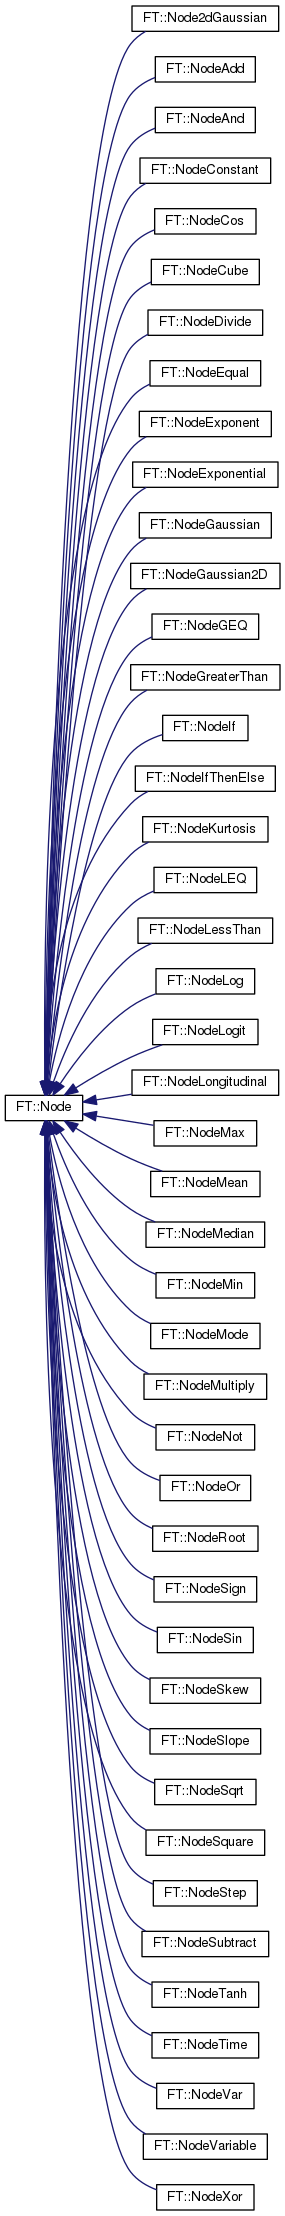 FT::Node2dGaussian
FT::NodeAdd
FT::NodeAnd
FT::NodeConstant
FT::NodeCos
FT::NodeCube
FT::NodeDivide
FT::NodeEqual
FT::NodeExponent
FT::NodeExponential
FT::NodeGaussian
FT::NodeGaussian2D
FT::NodeGEQ
FT::NodeGreaterThan
FT::NodeIf
FT::NodeIfThenElse
FT::NodeKurtosis
FT::NodeLEQ
FT::NodeLessThan
FT::NodeLog
FT::NodeLogit
FT::NodeLongitudinal
FT::Node
FT::NodeMax
FT::NodeMean
FT::NodeMedian
FT::NodeMin
FT::NodeMode
FT::NodeMultiply
FT::NodeNot
FT::NodeOr
FT::NodeRoot
FT::NodeSign
FT::NodeSin
FT::NodeSkew
FT::NodeSlope
FT::NodeSqrt
FT::NodeSquare
FT::NodeStep
FT::NodeSubtract
FT::NodeTanh
FT::NodeTime
FT::NodeVar
FT::NodeVariable
FT::NodeXor